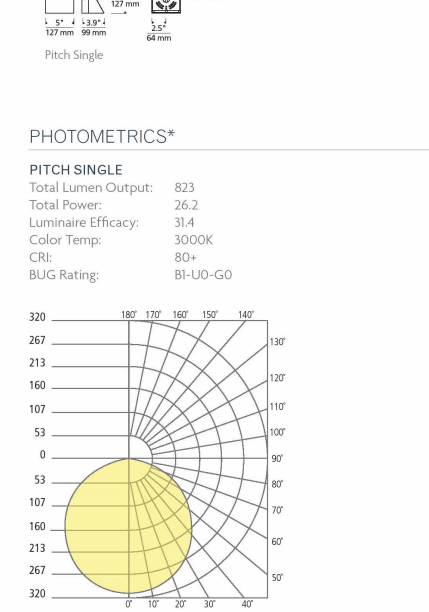 127 mm
5" 3.9" 2.5"
127 mm 99 mm 64 mm
Pitch Single
PHOTOMETRICS*
PITCH SINGLE
Total Lumen Output: 823
Total Power: 26.2
Luminaire Efficacy: 31.4
Color Temp: 3000K
CRI: 80+
BUG Rating: B1-U0-G0
320 180° 170° 160° 150° 140°
267 130°
213 120°
160 110°
107 100°
53
0 90°
53 80°
107 70°
160 60°
213
267 50°
320 0° 10° 20° 30° 40°